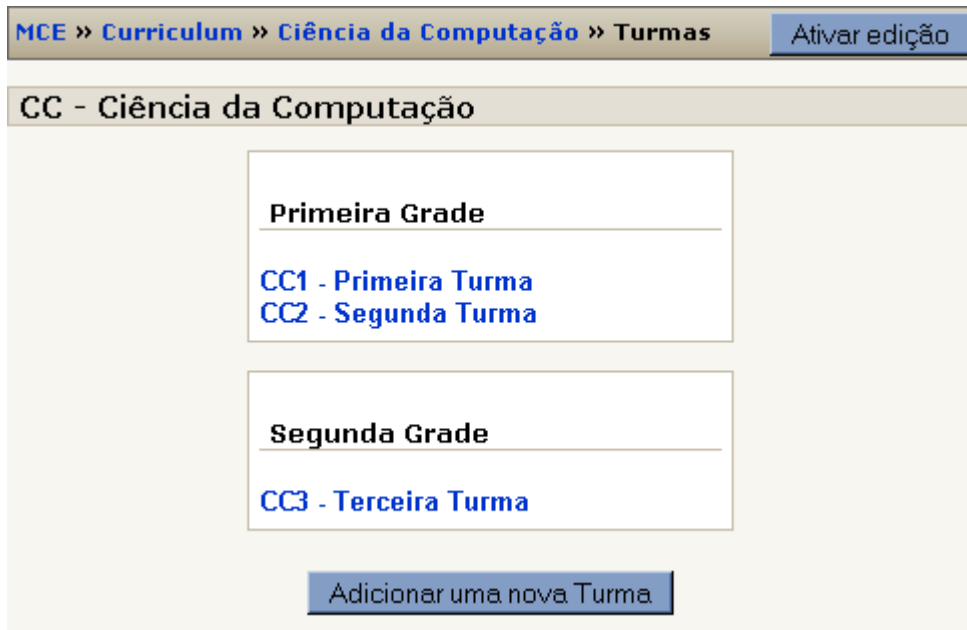 MCE » Curriculum » Ciência da Computação » Turmas Ativar edição
CC - Ciência da Computação
Primeira Grade
CC1 - Primeira Turma
CC2 - Segunda Turma
Segunda Grade
CC3 - Terceira Turma
Adicionar uma nova Turma